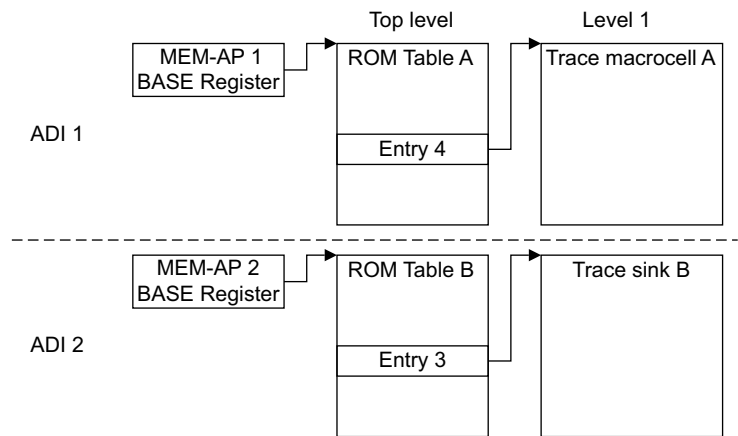 Top level
Level 1
MEM-AP 1
BASE Register
ROM Table A
Trace macrocell A
ADI 1
Entry 4
MEM-AP 2
BASE Register
ROM Table B
Trace sink B
ADI 2
Entry 3